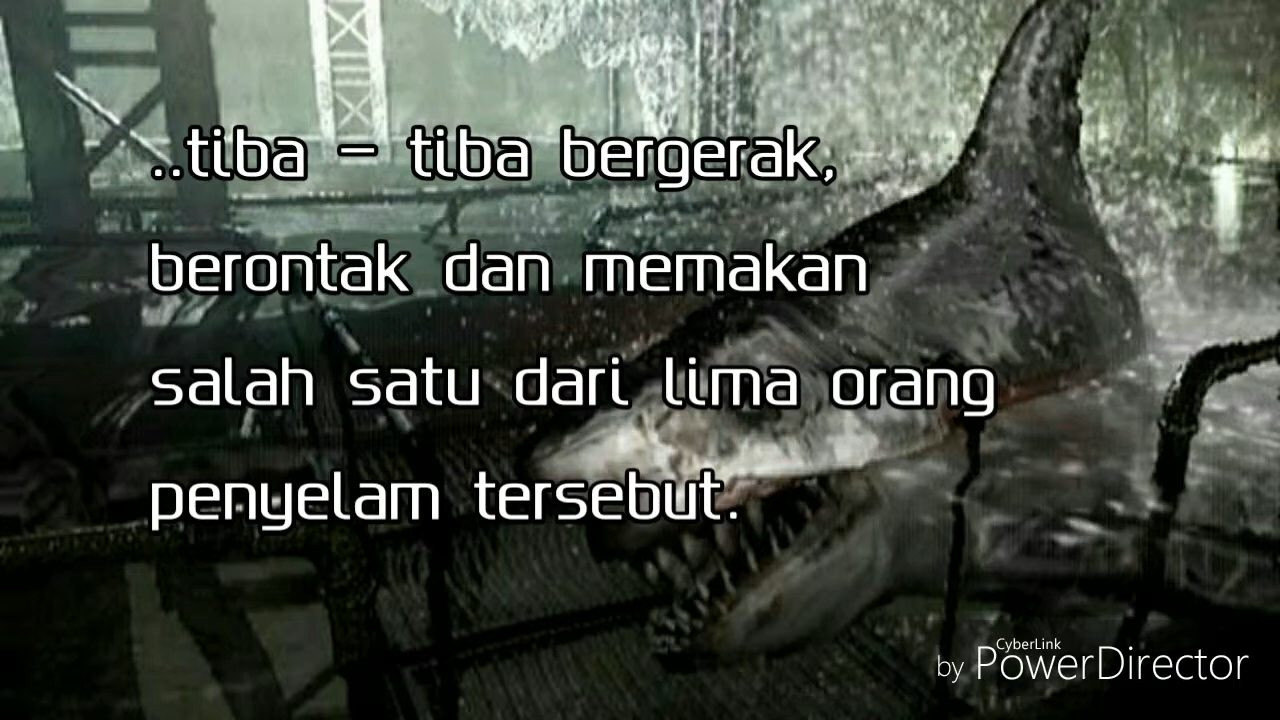 ..tiba - tiba bergerak,
berontak dan memakan
salah satu dari lima orang
penyelam tersebut.
CyberLink
by PowerDirector